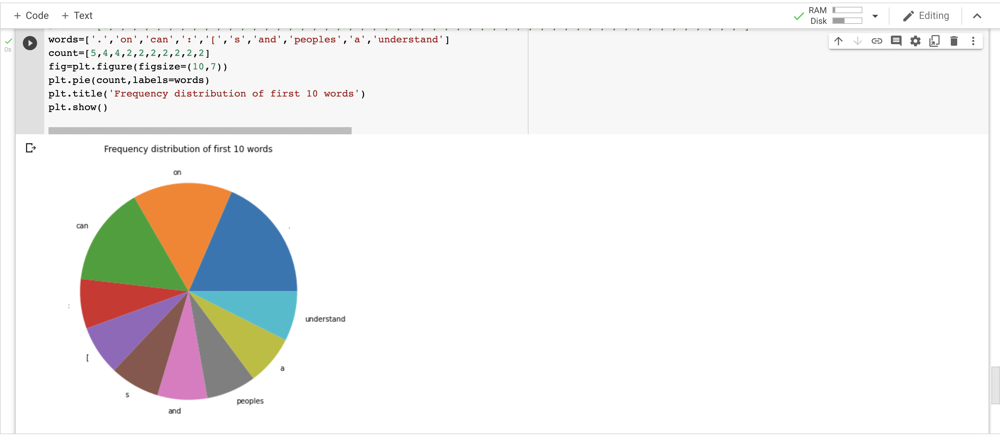 + Code + Text
RAM
Disk
Editing
words=['.','on','can',':','[','s','and','peoples','a','understand']
0s
count=[5,4,4,2,2,2,2,2,2,2]
fig=plt.figure(figsize=(10,7))
plt.pie(count,labels=words)
plt.title('Frequency distribution of first 10 words')
plt.show()
Frequency distribution of first 10 words
on
can
.
:
understand
[
a
s
peoples
and